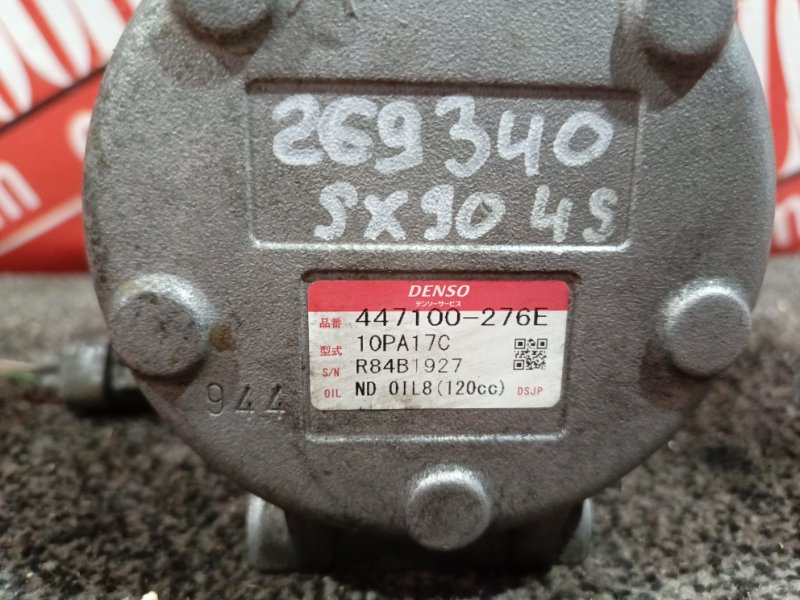 269340
SX90 4S
DENSO
デンソーサービス
品番 447100-276E
型式 10PA17C
S/N R84B1927
OIL ND OIL8(120cc) DSJP
944